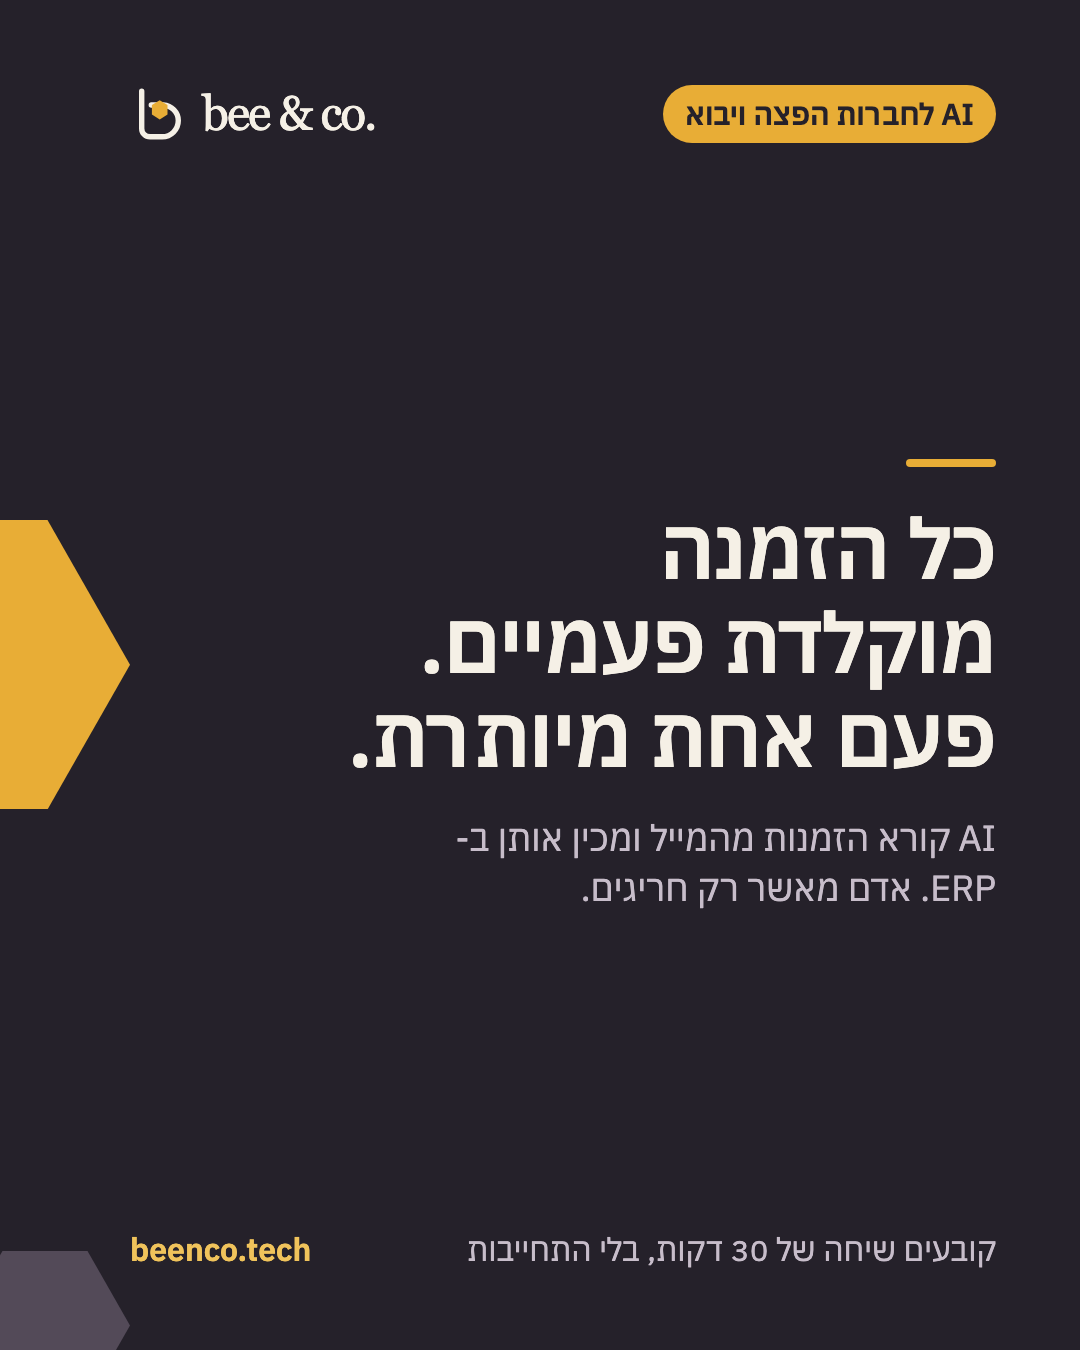 AI לחברות הפצה ויבוא
bee & co.
כל הזמנה
מוקלדת פעמיים.
פעם אחת מיותרת.
AI קורא הזמנות מהמייל ומכין אותן ב-
ERP. אדם מאשר רק חריגים.
קובעים שיחה של 30 דקות, בלי התחייבות
beenco.tech